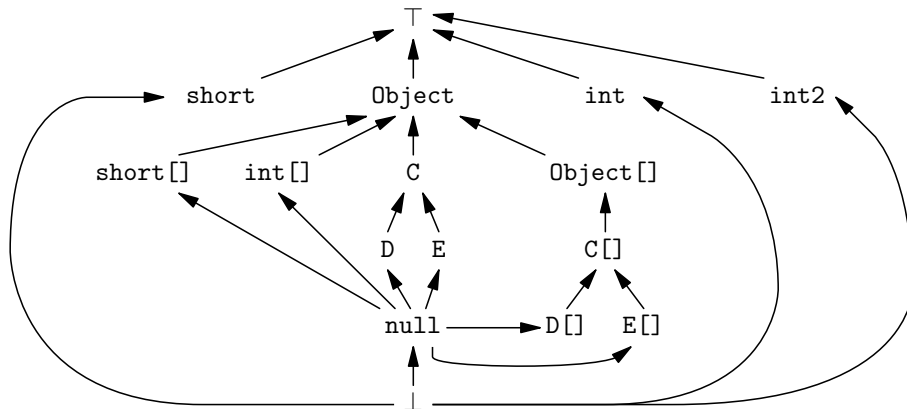 ⊤
short Object int int2
short[] int[] C Object[]
D E C[]
null D[] E[]
⊥